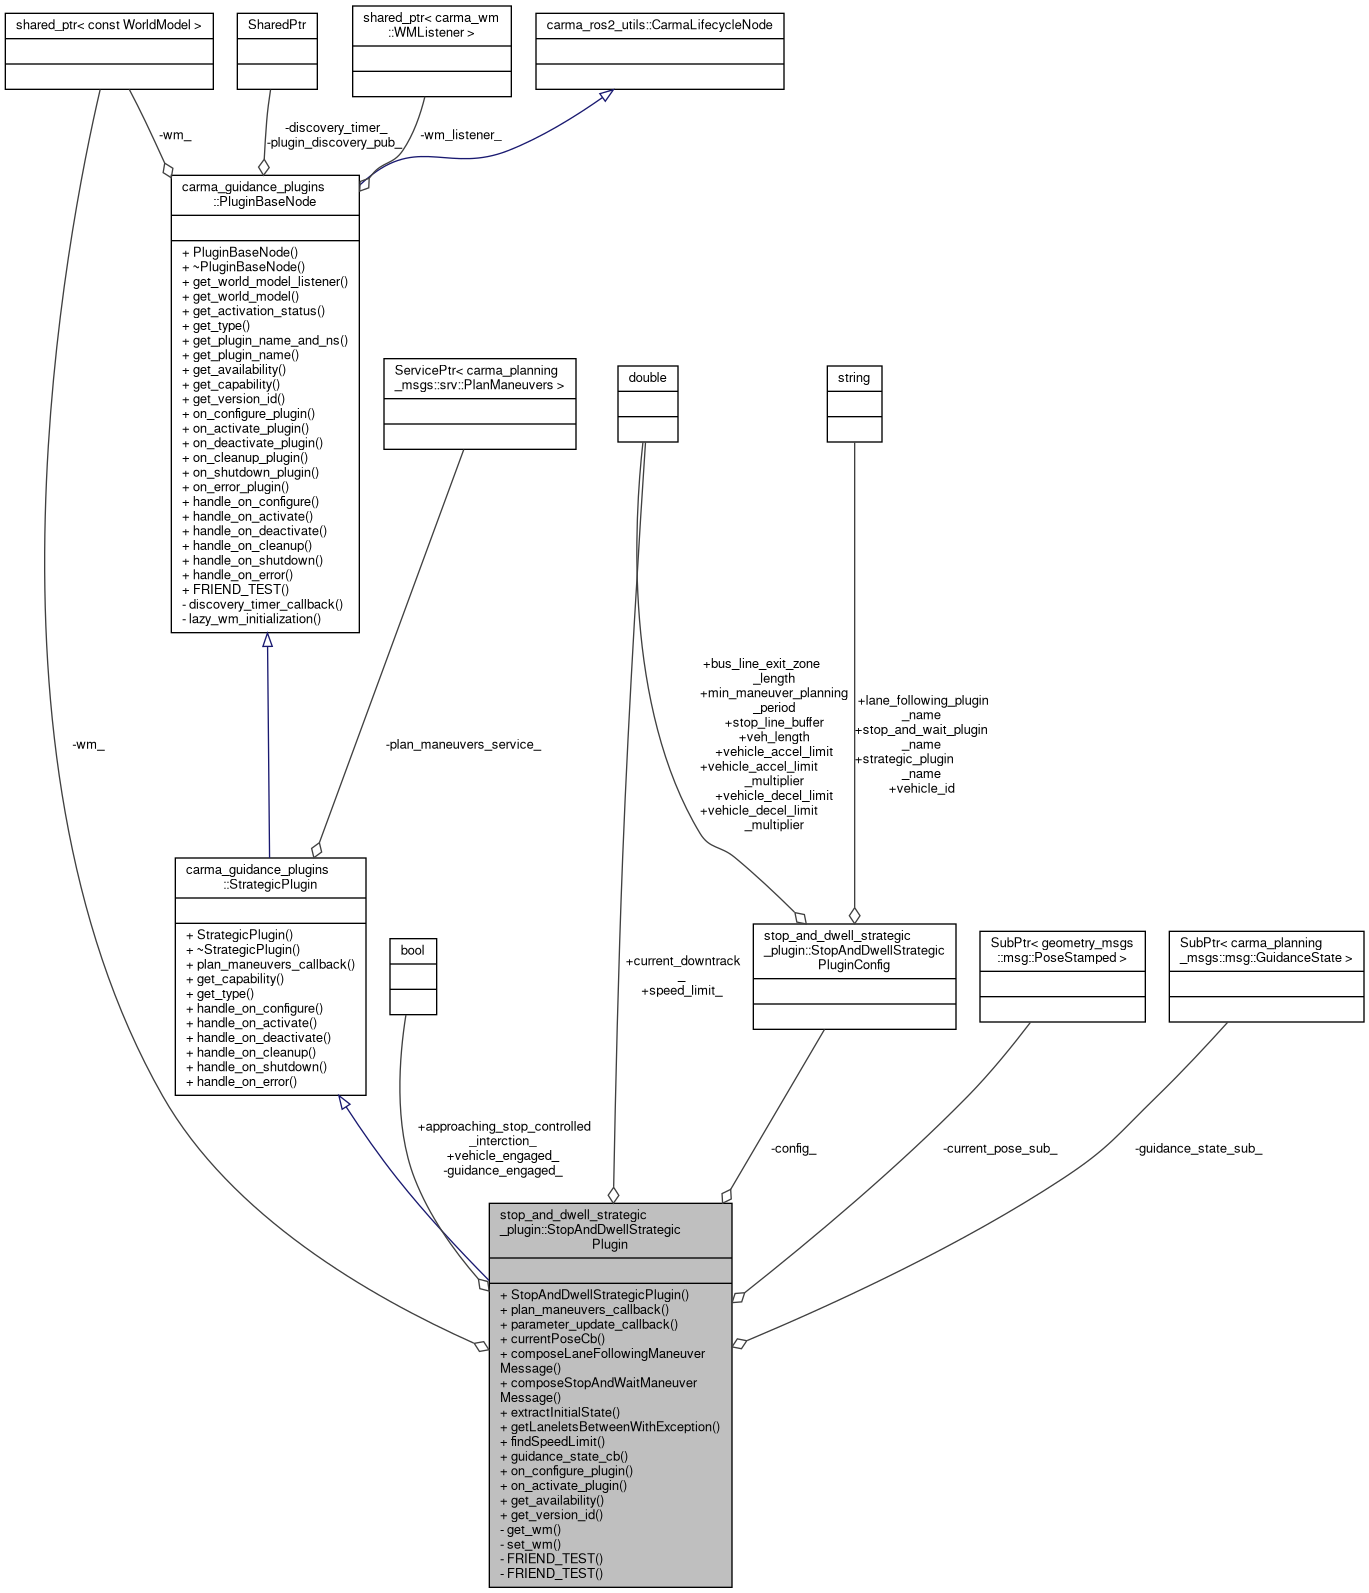 shared_ptr< const WorldModel >
SharedPtr
shared_ptr< carma_wm
::WMListener >
carma_ros2_utils::CarmaLifecycleNode
-wm_
-discovery_timer_
-plugin_discovery_pub_
-wm_listener_
carma_guidance_plugins
::PluginBaseNode
+ PluginBaseNode()
+ ~PluginBaseNode()
+ get_world_model_listener()
+ get_world_model()
+ get_activation_status()
+ get_type()
+ get_plugin_name_and_ns()
+ get_plugin_name()
+ get_availability()
+ get_capability()
+ get_version_id()
+ on_configure_plugin()
+ on_activate_plugin()
+ on_deactivate_plugin()
+ on_cleanup_plugin()
+ on_shutdown_plugin()
+ on_error_plugin()
+ handle_on_configure()
+ handle_on_activate()
+ handle_on_deactivate()
+ handle_on_cleanup()
+ handle_on_shutdown()
+ handle_on_error()
+ FRIEND_TEST()
- discovery_timer_callback()
- lazy_wm_initialization()
ServicePtr< carma_planning
_msgs::srv::PlanManeuvers >
double
string
-wm_
-plan_maneuvers_service_
+bus_line_exit_zone
_length
+min_maneuver_planning
_period
+stop_line_buffer
+veh_length
+vehicle_accel_limit
+vehicle_accel_limit
_multiplier
+vehicle_decel_limit
+vehicle_decel_limit
_multiplier
+lane_following_plugin
_name
+stop_and_wait_plugin
_name
+strategic_plugin
_name
+vehicle_id
carma_guidance_plugins
::StrategicPlugin
+ StrategicPlugin()
+ ~StrategicPlugin()
+ plan_maneuvers_callback()
+ get_capability()
+ get_type()
+ handle_on_configure()
+ handle_on_activate()
+ handle_on_deactivate()
+ handle_on_cleanup()
+ handle_on_shutdown()
+ handle_on_error()
bool
+current_downtrack
_
+speed_limit_
stop_and_dwell_strategic
_plugin::StopAndDwellStrategic
PluginConfig
SubPtr< geometry_msgs
::msg::PoseStamped >
SubPtr< carma_planning
_msgs::msg::GuidanceState >
+approaching_stop_controlled
_interction_
+vehicle_engaged_
-guidance_engaged_
-config_
-current_pose_sub_
-guidance_state_sub_
stop_and_dwell_strategic
_plugin::StopAndDwellStrategic
Plugin
+ StopAndDwellStrategicPlugin()
+ plan_maneuvers_callback()
+ parameter_update_callback()
+ currentPoseCb()
+ composeLaneFollowingManeuver
Message()
+ composeStopAndWaitManeuver
Message()
+ extractInitialState()
+ getLaneletsBetweenWithException()
+ findSpeedLimit()
+ guidance_state_cb()
+ on_configure_plugin()
+ on_activate_plugin()
+ get_availability()
+ get_version_id()
- get_wm()
- set_wm()
- FRIEND_TEST()
- FRIEND_TEST()